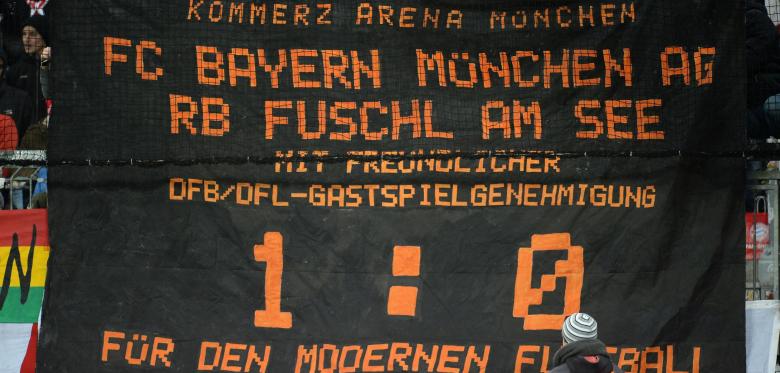 KOMMERZ ARENA MÜNCHEN
FC BAYERN MÜNCHEN AG
RB FUSCHL AM SEE
MIT FREUNDLICHER
DFB/DFL-GASTSPIELGENEHMIGUNG
1:0
FÜR DEN MODERNEN